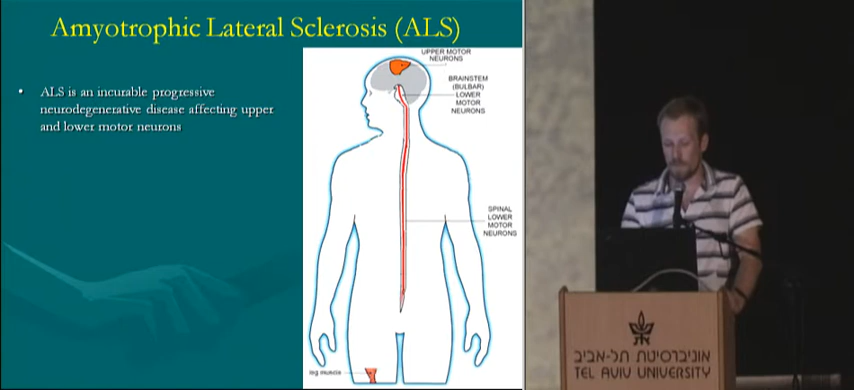 Amyotrophic Lateral Sclerosis (ALS)
• ALS is an incurable progressive
neurodegenerative disease affecting upper
and lower motor neurons
UPPER MOTOR
NEURONS
BRAINSTEM
(BULBAR)
LOWER
MOTOR
NEURONS
SPINAL
LOWER
MOTOR
NEURONS
leg muscle
אוניברסיטת תל-אביב
TEL AVIV UNIVERSITY